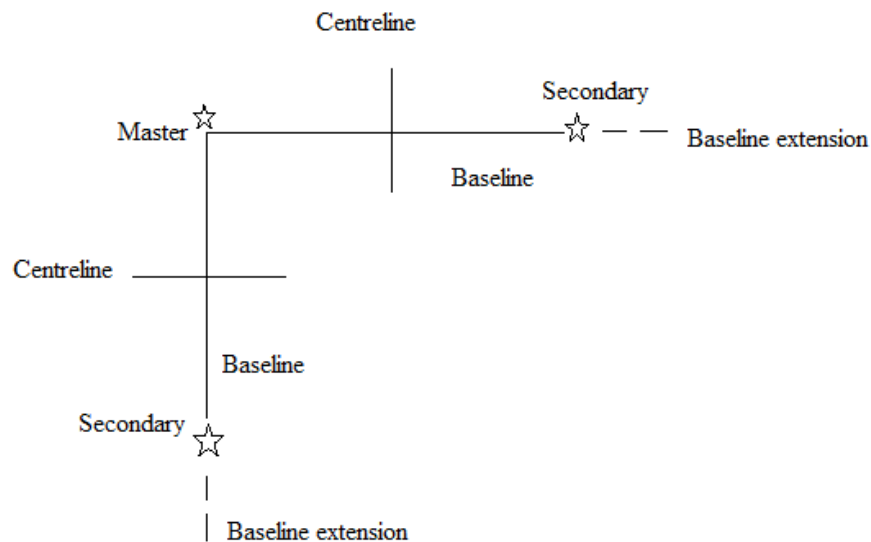 Centreline
Secondary
Master
Baseline extension
Baseline
Centreline
Baseline
Secondary
Baseline extension